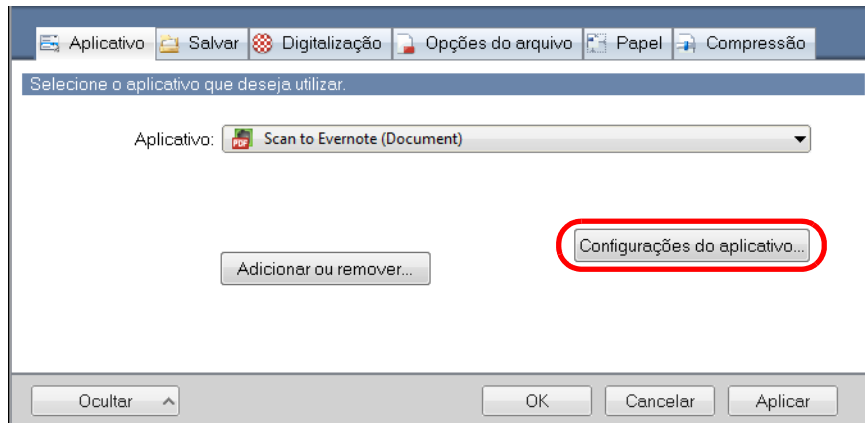 Aplicativo Salvar Digitalização Opções do arquivo Papel Compressão
Selecione o aplicativo que deseja utilizar.
Aplicativo: PDF Scan to Evernote (Document)
Configurações do aplicativo...
Adicionar ou remover...
Ocultar OK Cancelar Aplicar